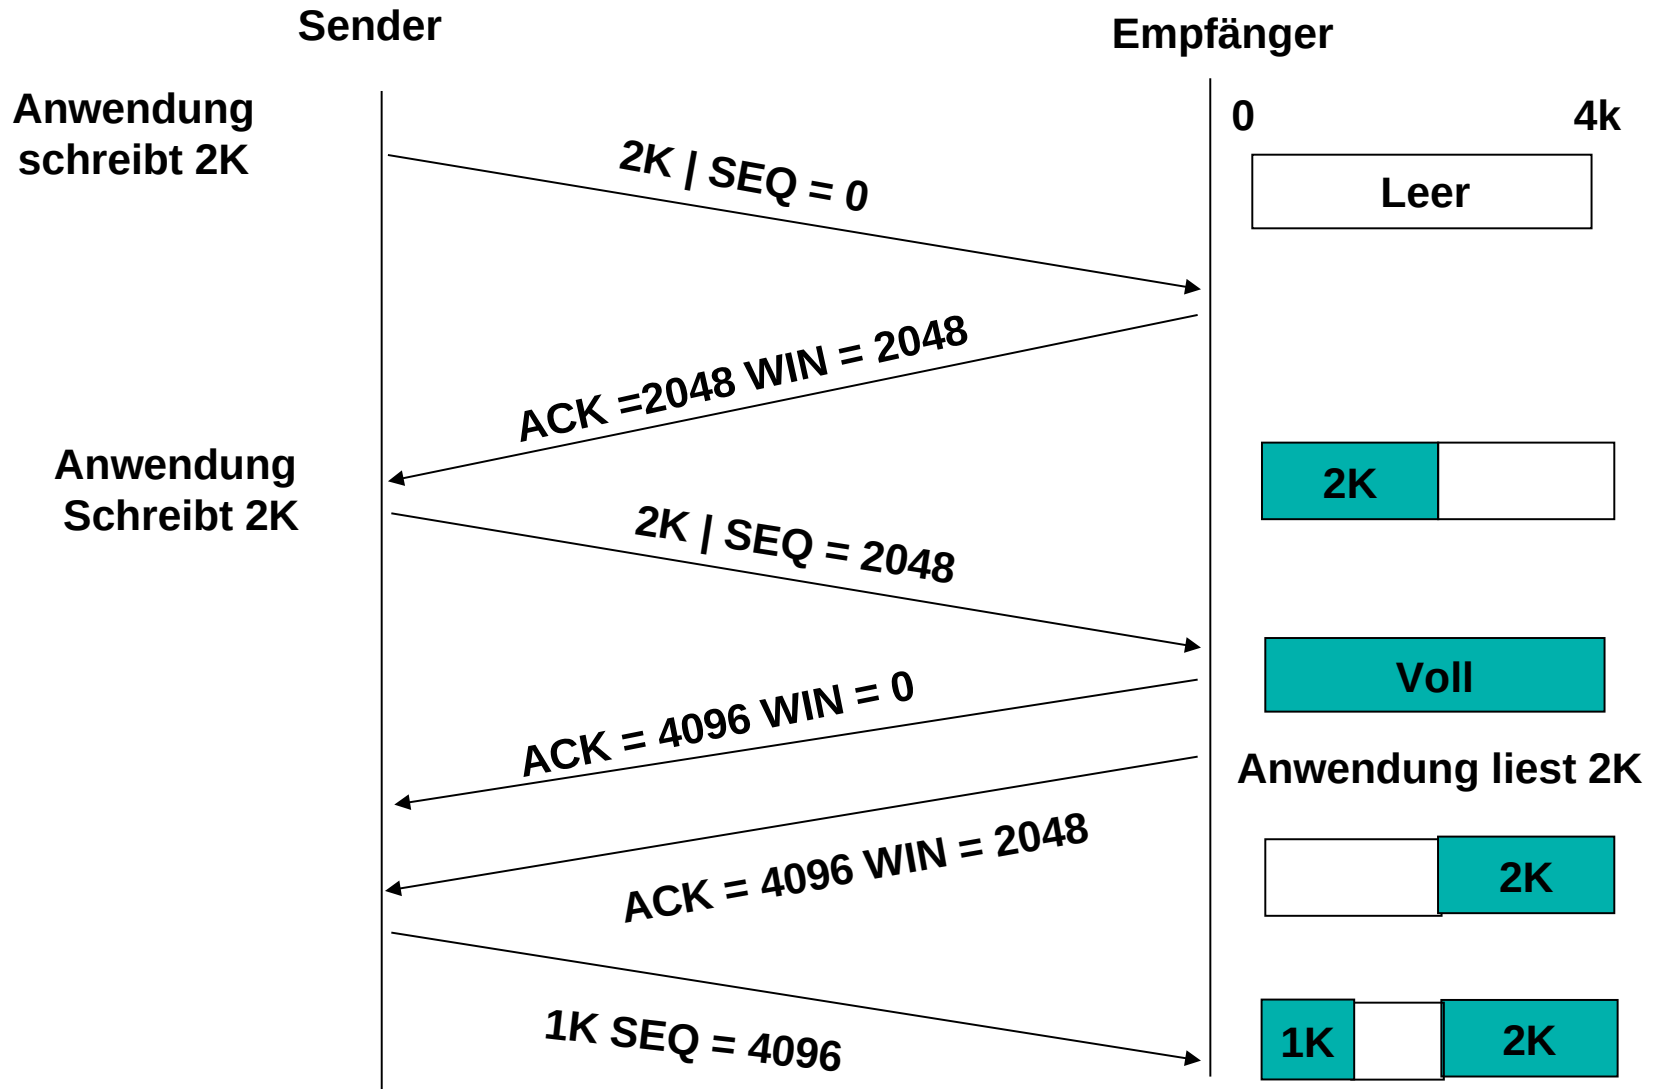 Sender
Empfänger
Anwendung
schreibt 2K
0
4k
2K | SEQ = 0
Leer
ACK =2048 WIN = 2048
Anwendung
Schreibt 2K
2K
2K | SEQ = 2048
Voll
ACK = 4096 WIN = 0
Anwendung liest 2K
ACK = 4096 WIN = 2048
2K
1K SEQ = 4096
1K
2K